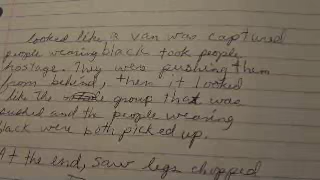 looked like a van was captured
people wearing black took people
hostage. They were pushing them
from behind, then it looked
like the group that was
pushed and the people wearing
black were both picked up.
At the end, saw legs chopped